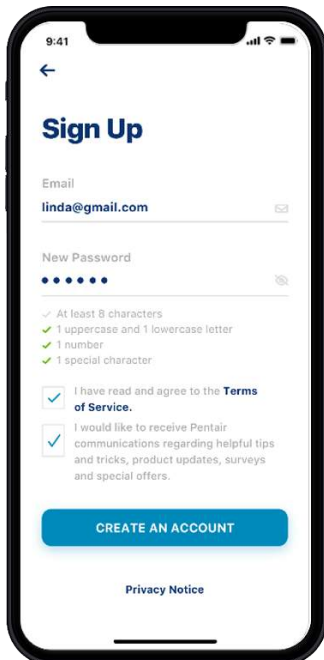 9:41
Sign Up
Email
linda@gmail.com
New Password
At least 8 characters
1 uppercase and 1 lowercase letter
1 number
1 special character
I have read and agree to the Terms
of Service.
I would like to receive Pentair
communications regarding helpful tips
and tricks, product updates, surveys
and special offers.
CREATE AN ACCOUNT
Privacy Notice